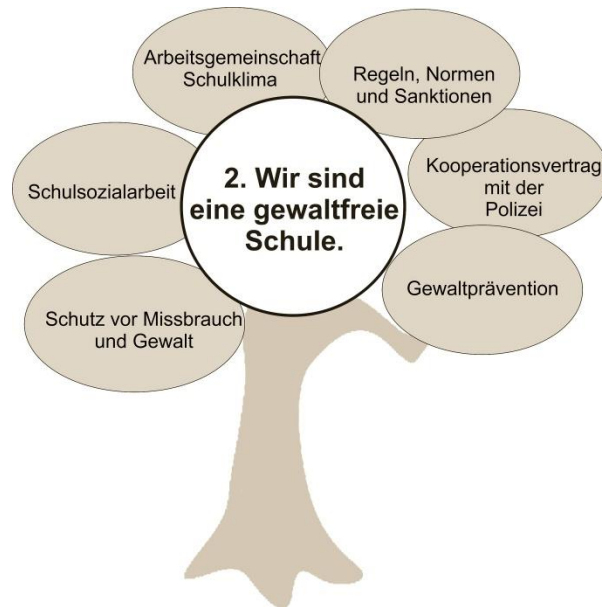 Arbeitsgemeinschaft
Schulklima
Regeln, Normen
und Sanktionen
Schulsozialarbeit
2. Wir sind
eine gewaltfreie
Schule.
Kooperationsvertrag
mit der
Polizei
Schutz vor Missbrauch
und Gewalt
Gewaltprävention